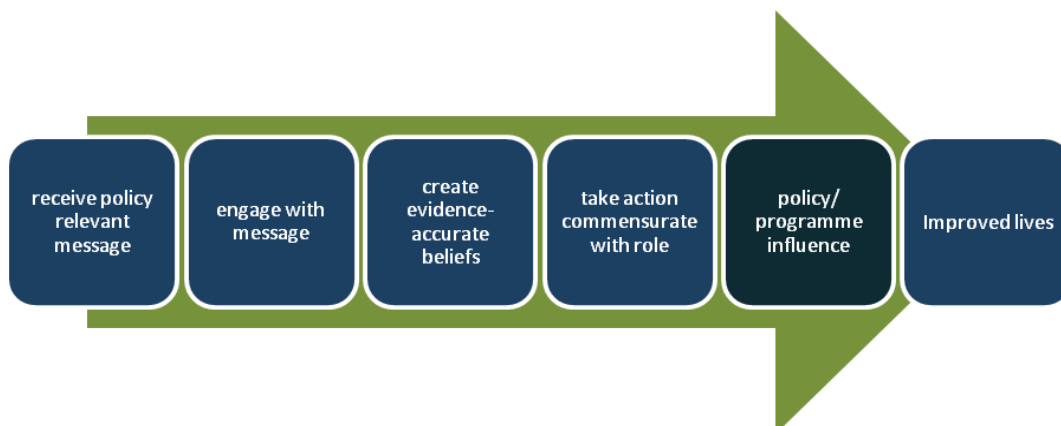 receive policy
relevant
message
engage with
message
create
evidence-
accurate
beliefs
take action
commensurate
with role
policy/
programme
influence
Improved lives